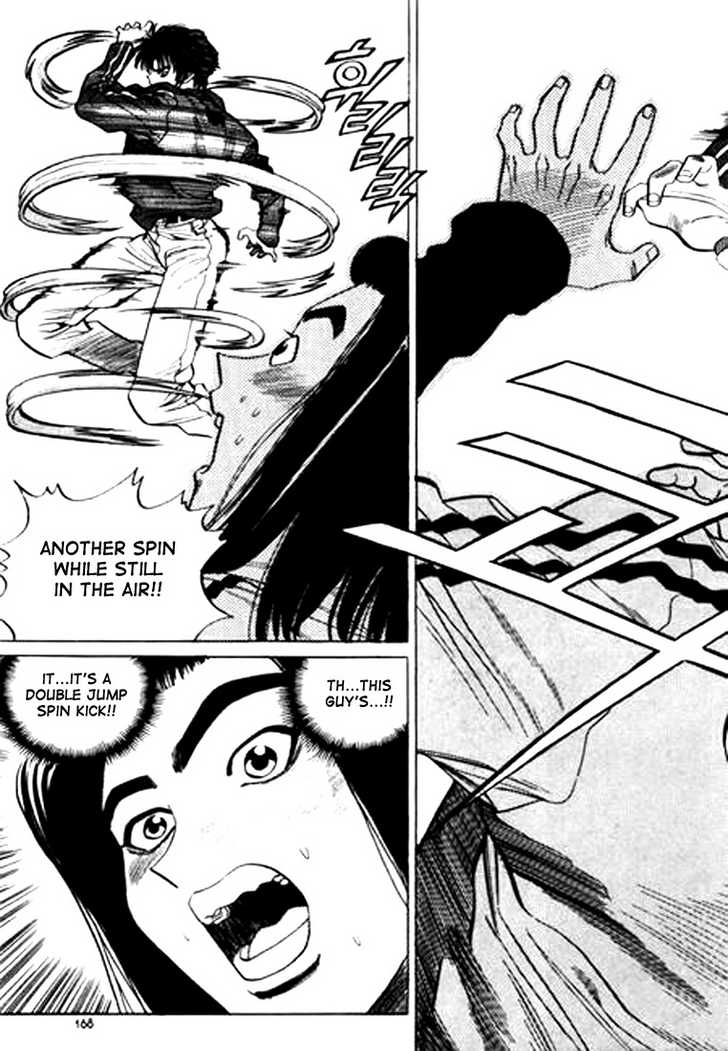 휘리리릭
ANOTHER SPIN
WHILE STILL
IN THE AIR!!
TH...THIS
GUY'S...!!
IT...IT'S A
DOUBLE JUMP
SPIN KICK!!
168